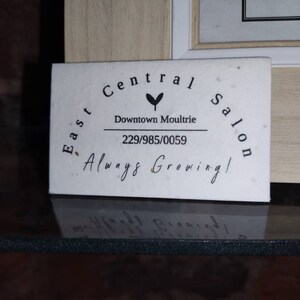 East Central Salon
Downtown Moultrie
229/985/0059
Always Growing!